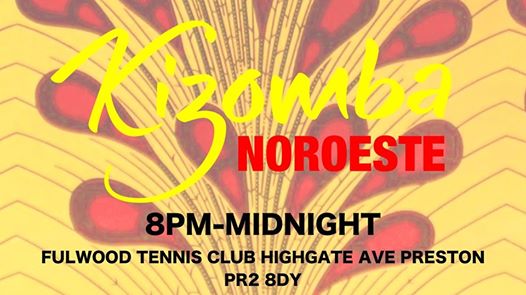 Kizomba
NOROESTE
8PM-MIDNIGHT
FULWOOD TENNIS CLUB HIGHGATE AVE PRESTON
PR2 8DY